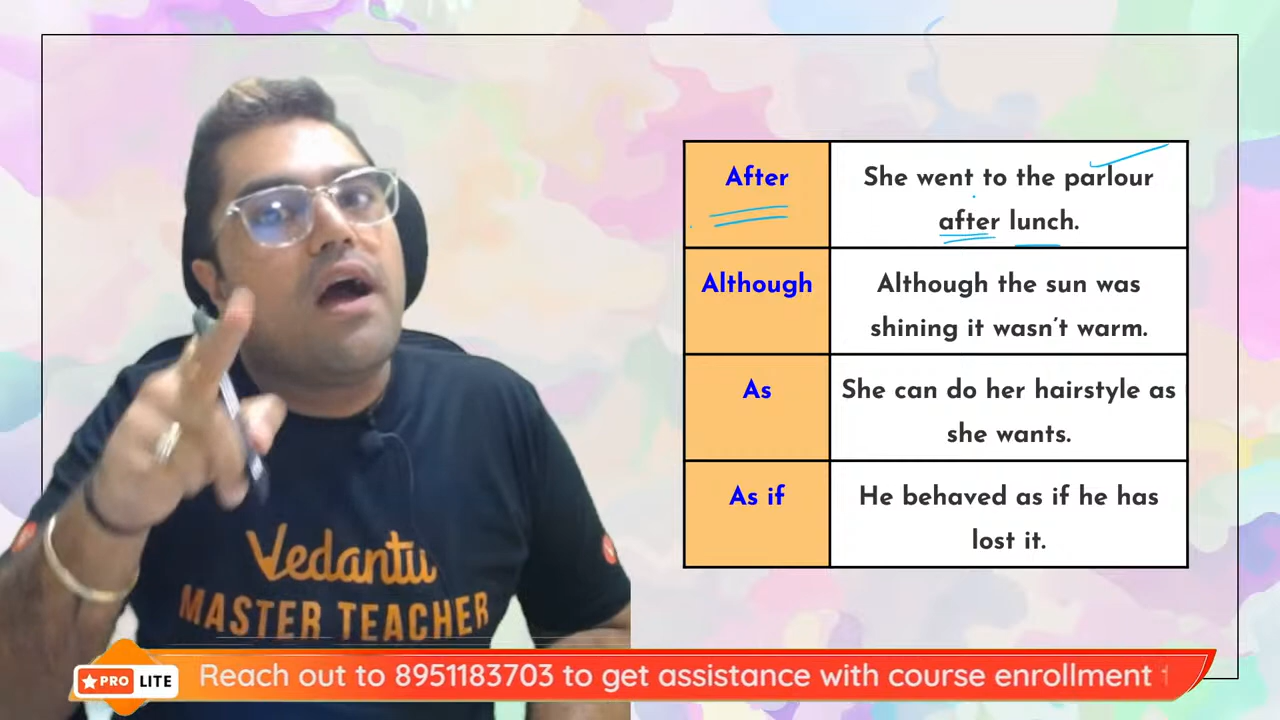 After
She went to the parlour
after lunch.
Although
Although the sun was
shining it wasn't warm.
As
She can do her hairstyle as
she wants.
As if
He behaved as if he has
lost it.
Vedantu
MASTER TEACHER
PRO LITE
Reach out to 8951183703 to get assistance with course enrollment